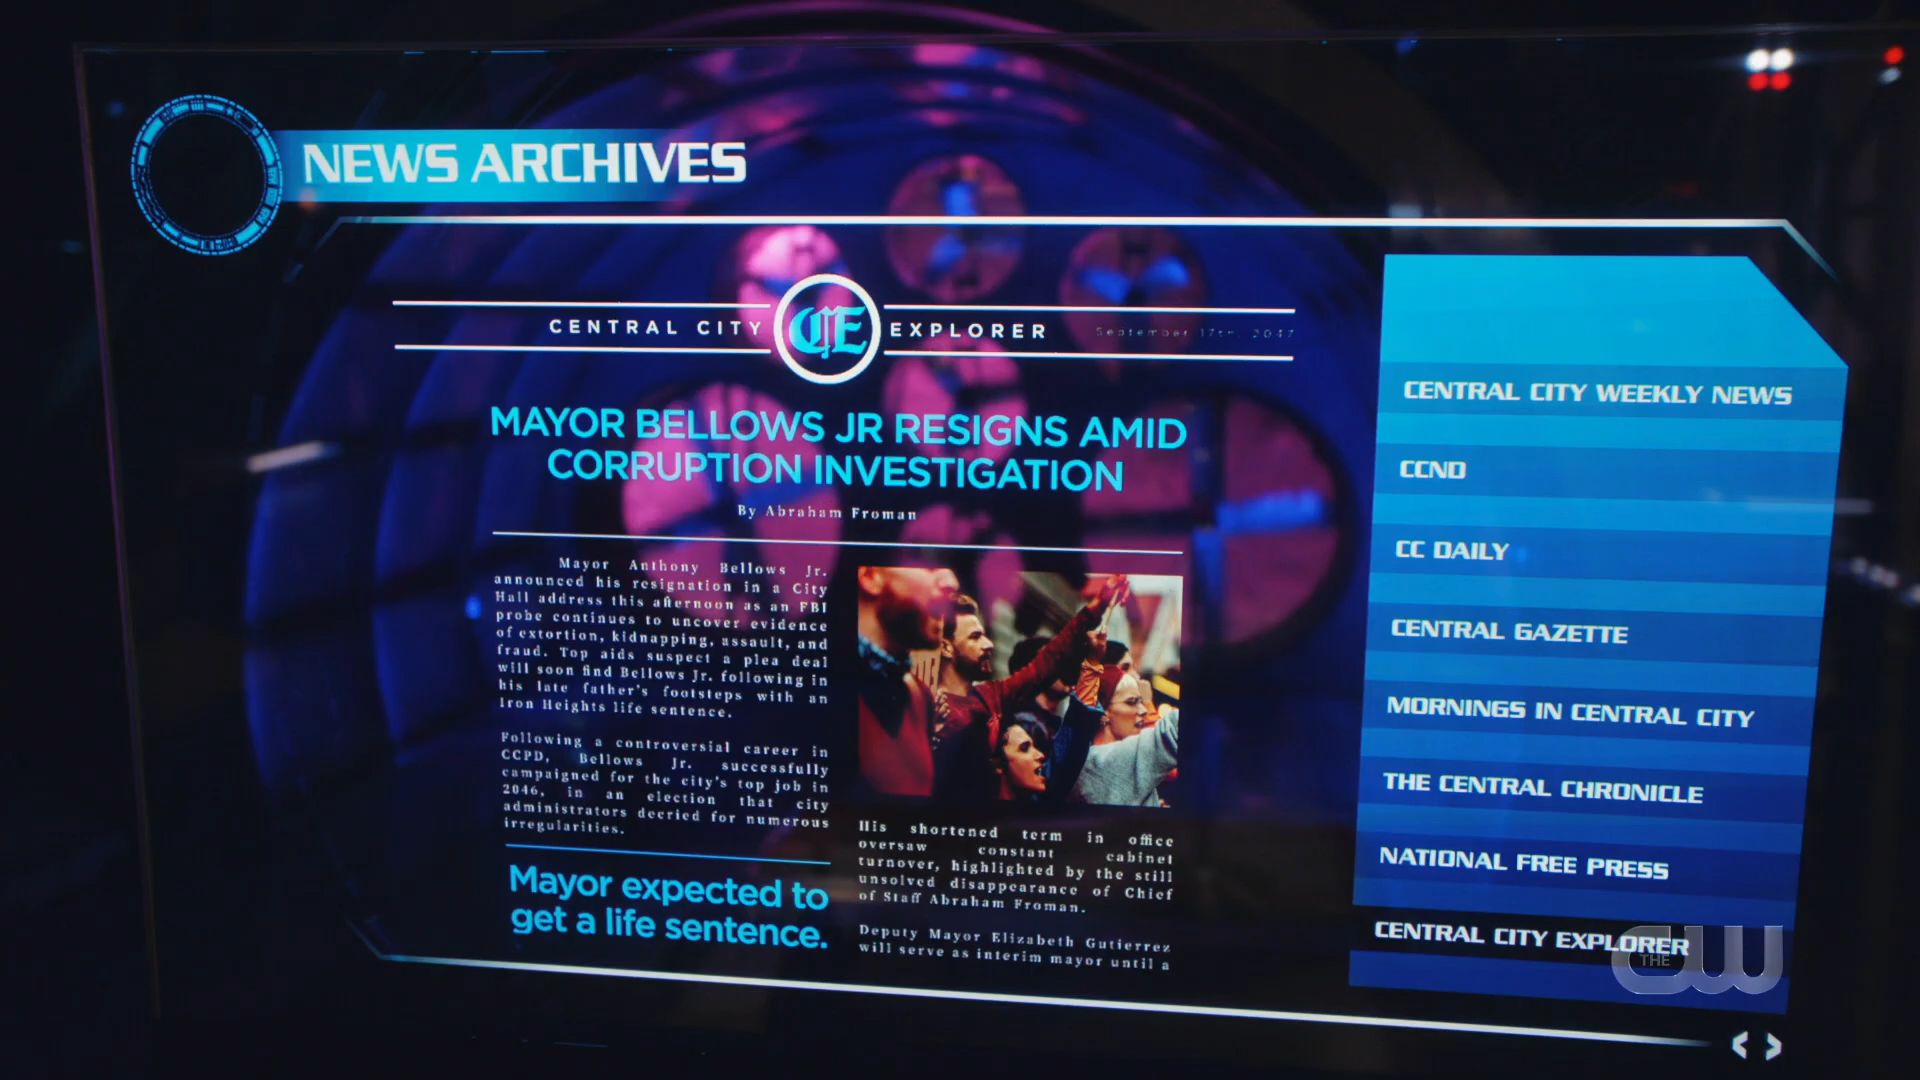 NEWS ARCHIVES
CENTRAL CITY CE EXPLORER September 17th, 2047
MAYOR BELLOWS JR RESIGNS AMID
CORRUPTION INVESTIGATION
By Abraham Froman
Mayor Anthony Bellows Jr.
announced his resignation in a City
Hall address this afternoon as an FBI
probe continues to uncover evidence
of extortion, kidnapping, assault, and
fraud. Top aids suspect a plea deal
will soon find Bellows Jr. following in
his late father's footsteps with an
Iron Heights life sentence.
Following a controversial career in
CCPD, Bellows Jr. successfully
campaigned for the city's top job in
2046, in an election that city
administrators decried for numerous
irregularities.
Mayor expected to
get a life sentence.
His shortened term in office
oversaw constant cabinet
turnover, highlighted by the still
unsolved disappearance of Chief
of Staff Abraham Froman.
Deputy Mayor Elizabeth Gutierrez
will serve as interim mayor until a
CENTRAL CITY WEEKLY NEWS
CCND
CC DAILY
CENTRAL GAZETTE
MORNINGS IN CENTRAL CITY
THE CENTRAL CHRONICLE
NATIONAL FREE PRESS
CENTRAL CITY EXPLORER
THE CW
< >